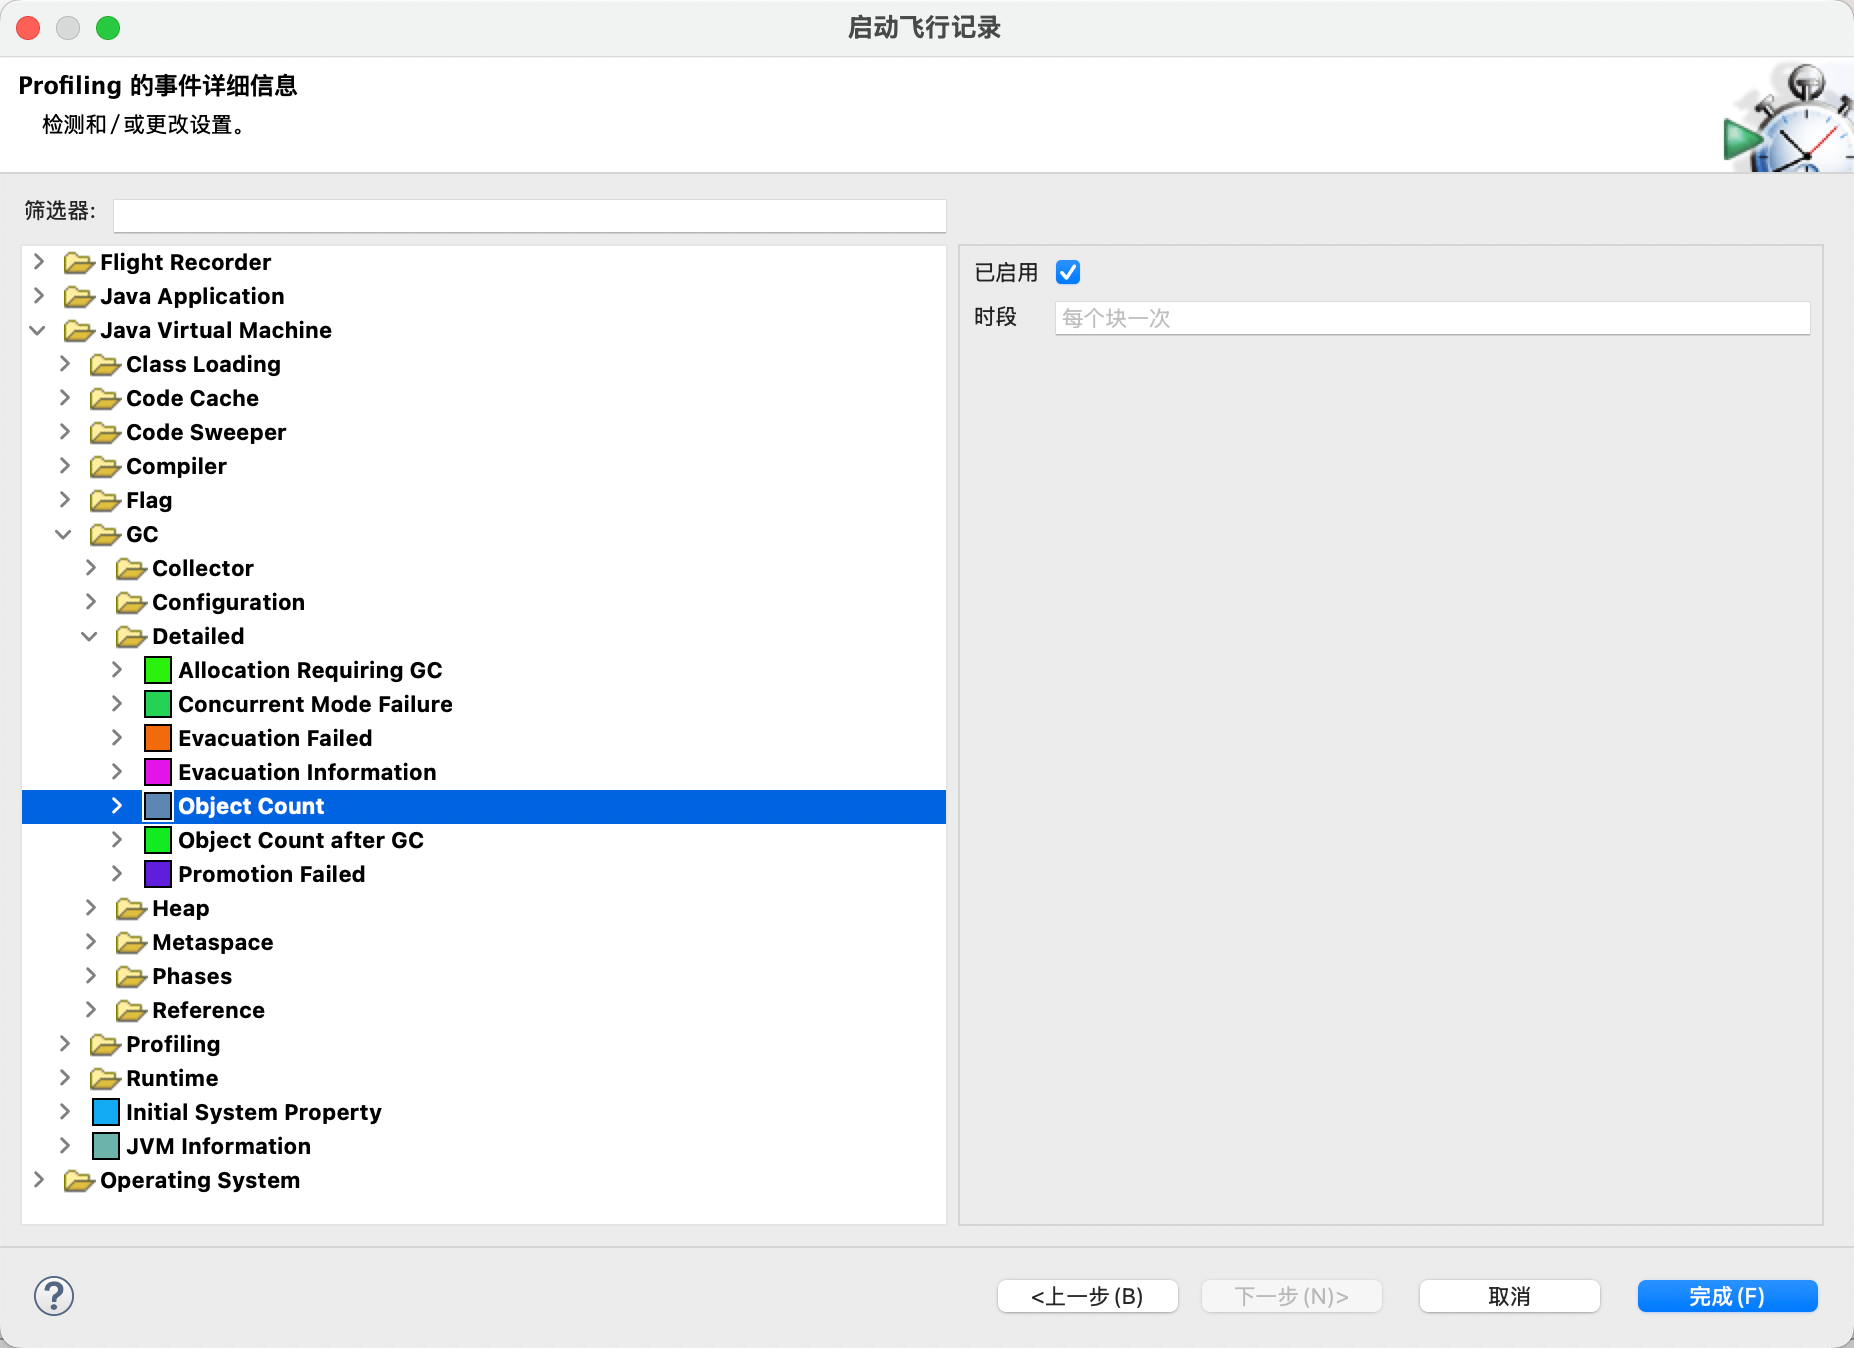 启动飞行记录
Profiling 的事件详细信息
检测和/或更改设置。
筛选器:
Flight Recorder
Java Application
Java Virtual Machine
Class Loading
Code Cache
Code Sweeper
Compiler
Flag
GC
Collector
Configuration
Detailed
Allocation Requiring GC
Concurrent Mode Failure
Evacuation Failed
Evacuation Information
Object Count
Object Count after GC
Promotion Failed
Heap
Metaspace
Phases
Reference
Profiling
Runtime
Initial System Property
JVM Information
Operating System
已启用
时段 每个块一次
?
<上一步(B) 下一步(N)> 取消 完成(F)